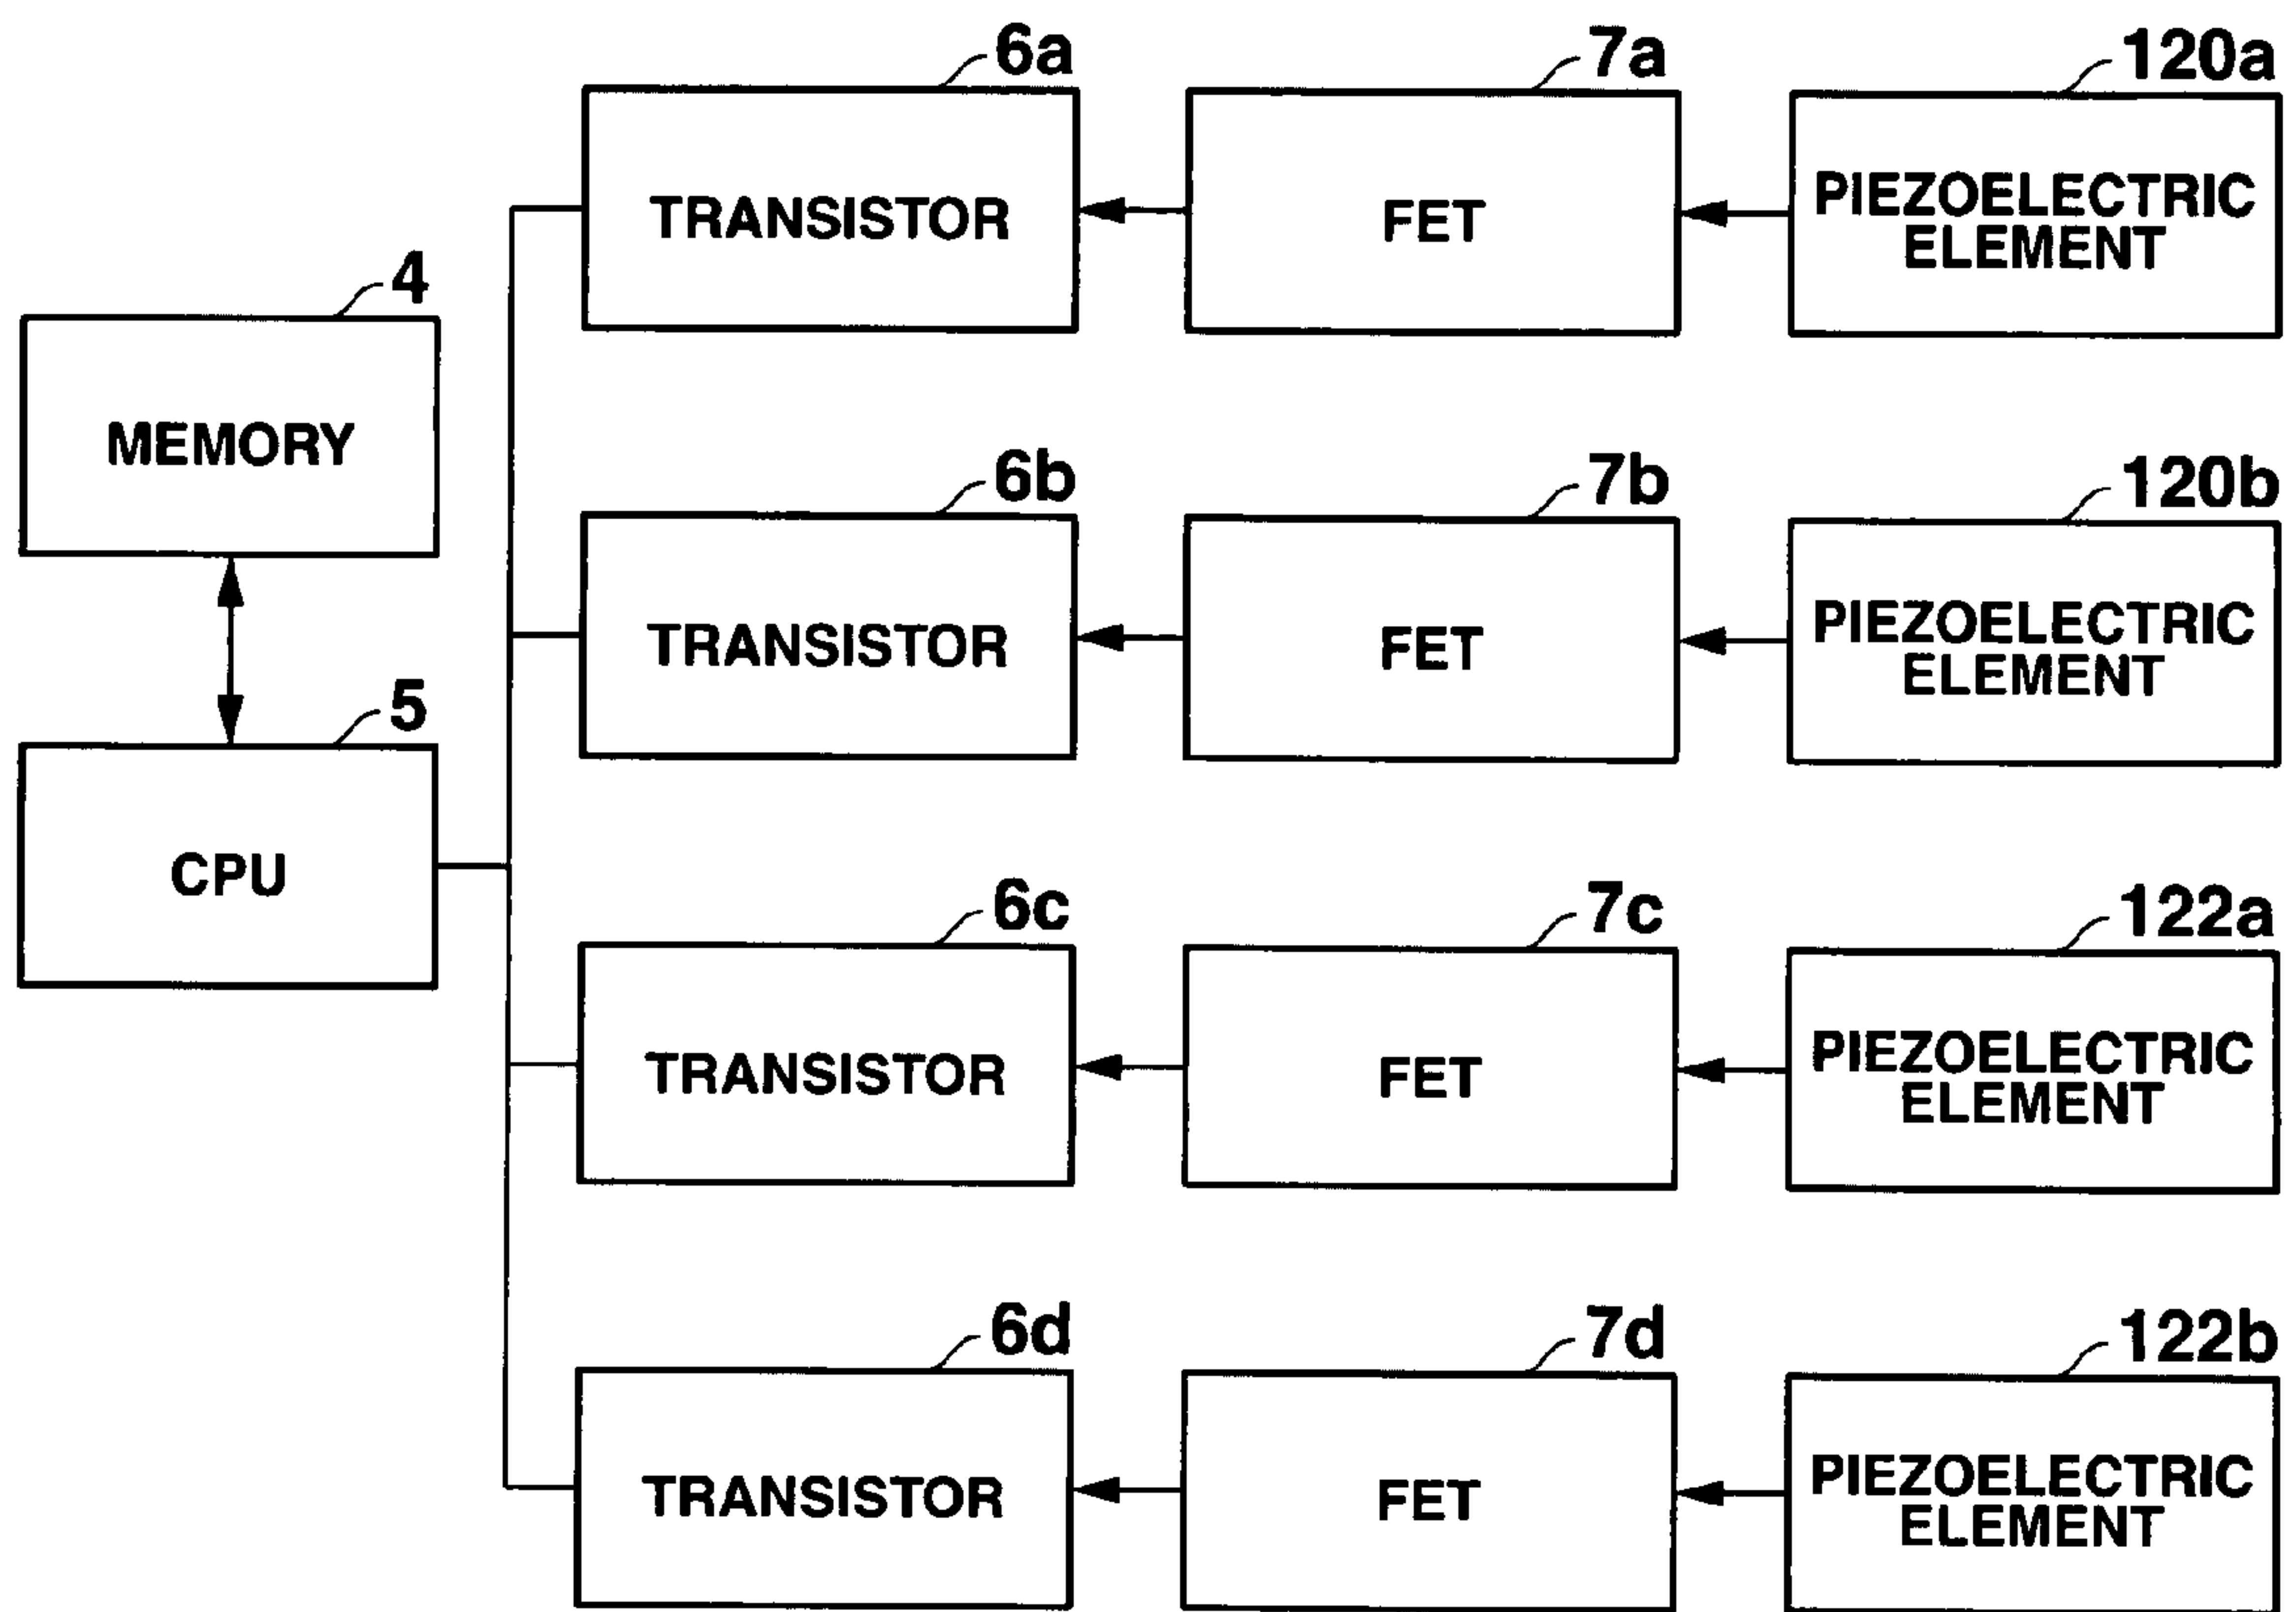 6a
7a
120a
TRANSISTOR
FET
PIEZOELECTRIC
ELEMENT
4
MEMORY
6b
7b
120b
TRANSISTOR
FET
PIEZOELECTRIC
ELEMENT
5
CPU
6c
7c
122a
TRANSISTOR
FET
PIEZOELECTRIC
ELEMENT
6d
7d
122b
TRANSISTOR
FET
PIEZOELECTRIC
ELEMENT